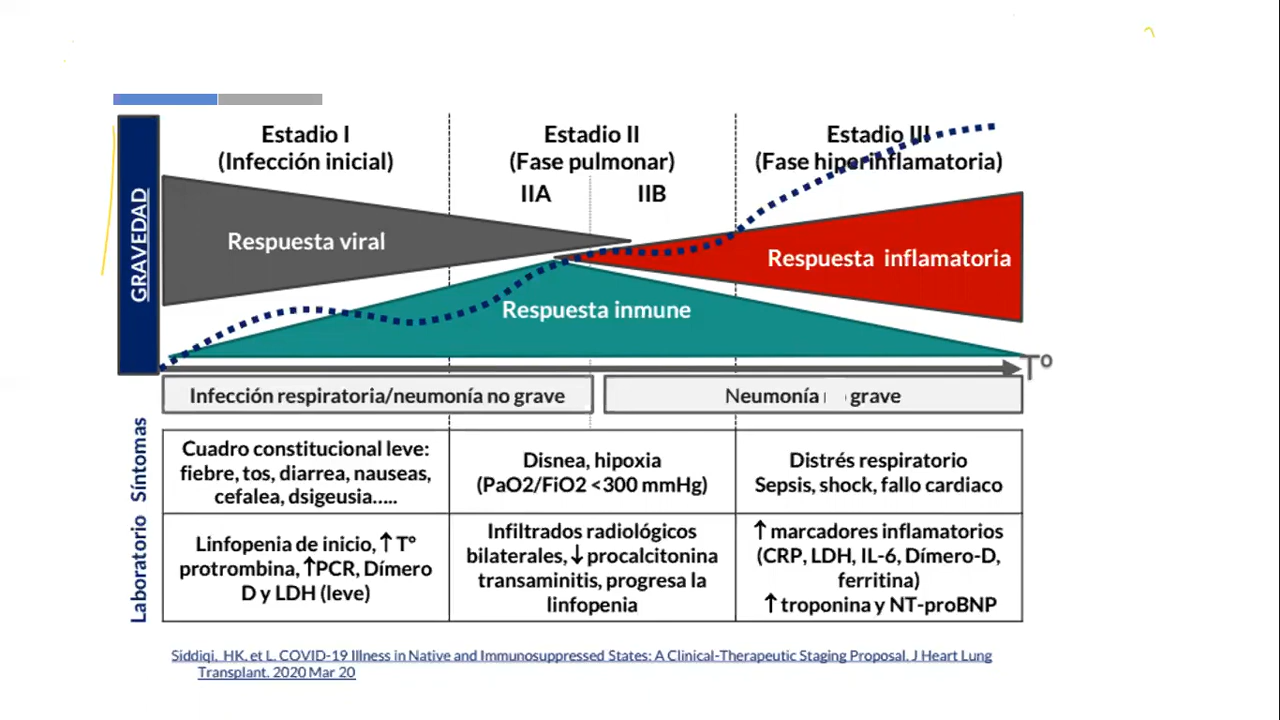 Estadio I
(Infección inicial)
Estadio II
(Fase pulmonar)
IIA
IIB
Estadio III
(Fase hiperinflamatoria)
GRAVEDAD
Respuesta viral
Respuesta inflamatoria
Respuesta inmune
Tº
Infección respiratoria/neumonía no grave
Neumonía grave
Síntomas
Cuadro constitucional leve:
fiebre, tos, diarrea, nauseas,
cefalea, dsigeusia.....
Disnea, hipoxia
(PaO2/FiO2 <300 mmHg)
Distrés respiratorio
Sepsis, shock, fallo cardiaco
Laboratorio
Linfopenia de inicio, ↑ Tº
protrombina, ↑PCR, Dímero
D y LDH (leve)
Infiltrados radiológicos
bilaterales, ↓ procalcitonina
transaminitis, progresa la
linfopenia
↑ marcadores inflamatorios
(CRP, LDH, IL-6, Dímero-D,
ferritina)
↑ troponina y NT-proBNP
Siddiqi. HK. et L. COVID-19 Illness in Native and Immunosuppressed States: A Clinical-Therapeutic Staging Proposal. J Heart Lung
Transplant. 2020 Mar 20